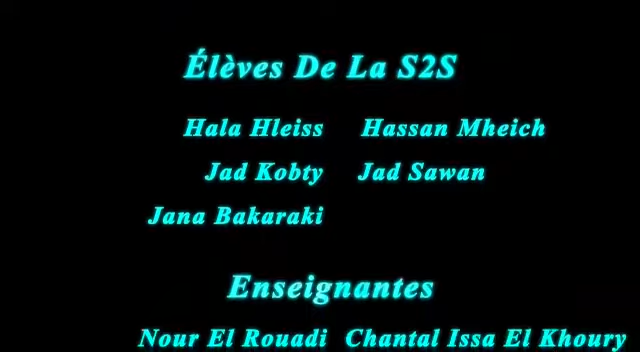 Élèves De La S2S
Hala Hleiss Hassan Mheich
Jad Kobty Jad Sawan
Jana Bakaraki
Enseignantes
Nour El Rouadi Chantal Issa El Khoury